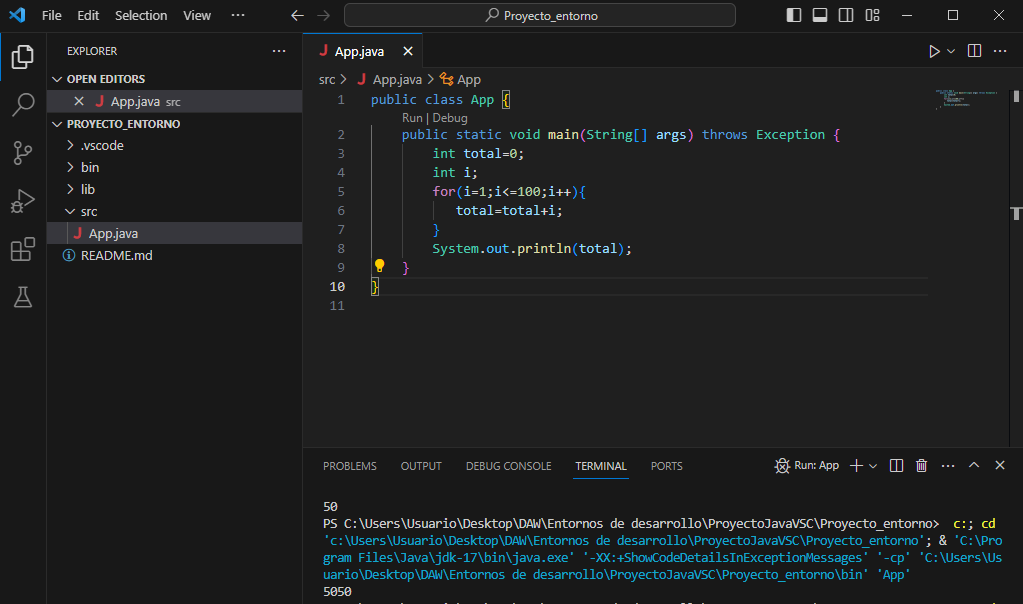 File Edit Selection View ··· Proyecto_entorno
EXPLORER ···
OPEN EDITORS
J App.java src
PROYECTO_ENTORNO
.vscode
bin
lib
src
J App.java
README.md
J App.java
src > J App.java > App
1 public class App {
Run | Debug
2 public static void main(String[] args) throws Exception {
3 int total=0;
4 int i;
5 for(i=1;i<=100;i++){
6 total=total+i;
7 }
8 System.out.println(total);
9 }
10 }
11
PROBLEMS OUTPUT DEBUG CONSOLE TERMINAL PORTS Run: App
50
PS C:\Users\Usuario\Desktop\DAW\Entornos de desarrollo\ProyectoJavaVSC\Proyecto_entorno>  c:; cd
'c:\Users\Usuario\Desktop\DAW\Entornos de desarrollo\ProyectoJavaVSC\Proyecto_entorno'; & 'C:\Pro
gram Files\Java\jdk-17\bin\java.exe' '-XX:+ShowCodeDetailsInExceptionMessages' '-cp' 'C:\Users\Us
uario\Desktop\DAW\Entornos de desarrollo\ProyectoJavaVSC\Proyecto_entorno\bin' 'App'
5050